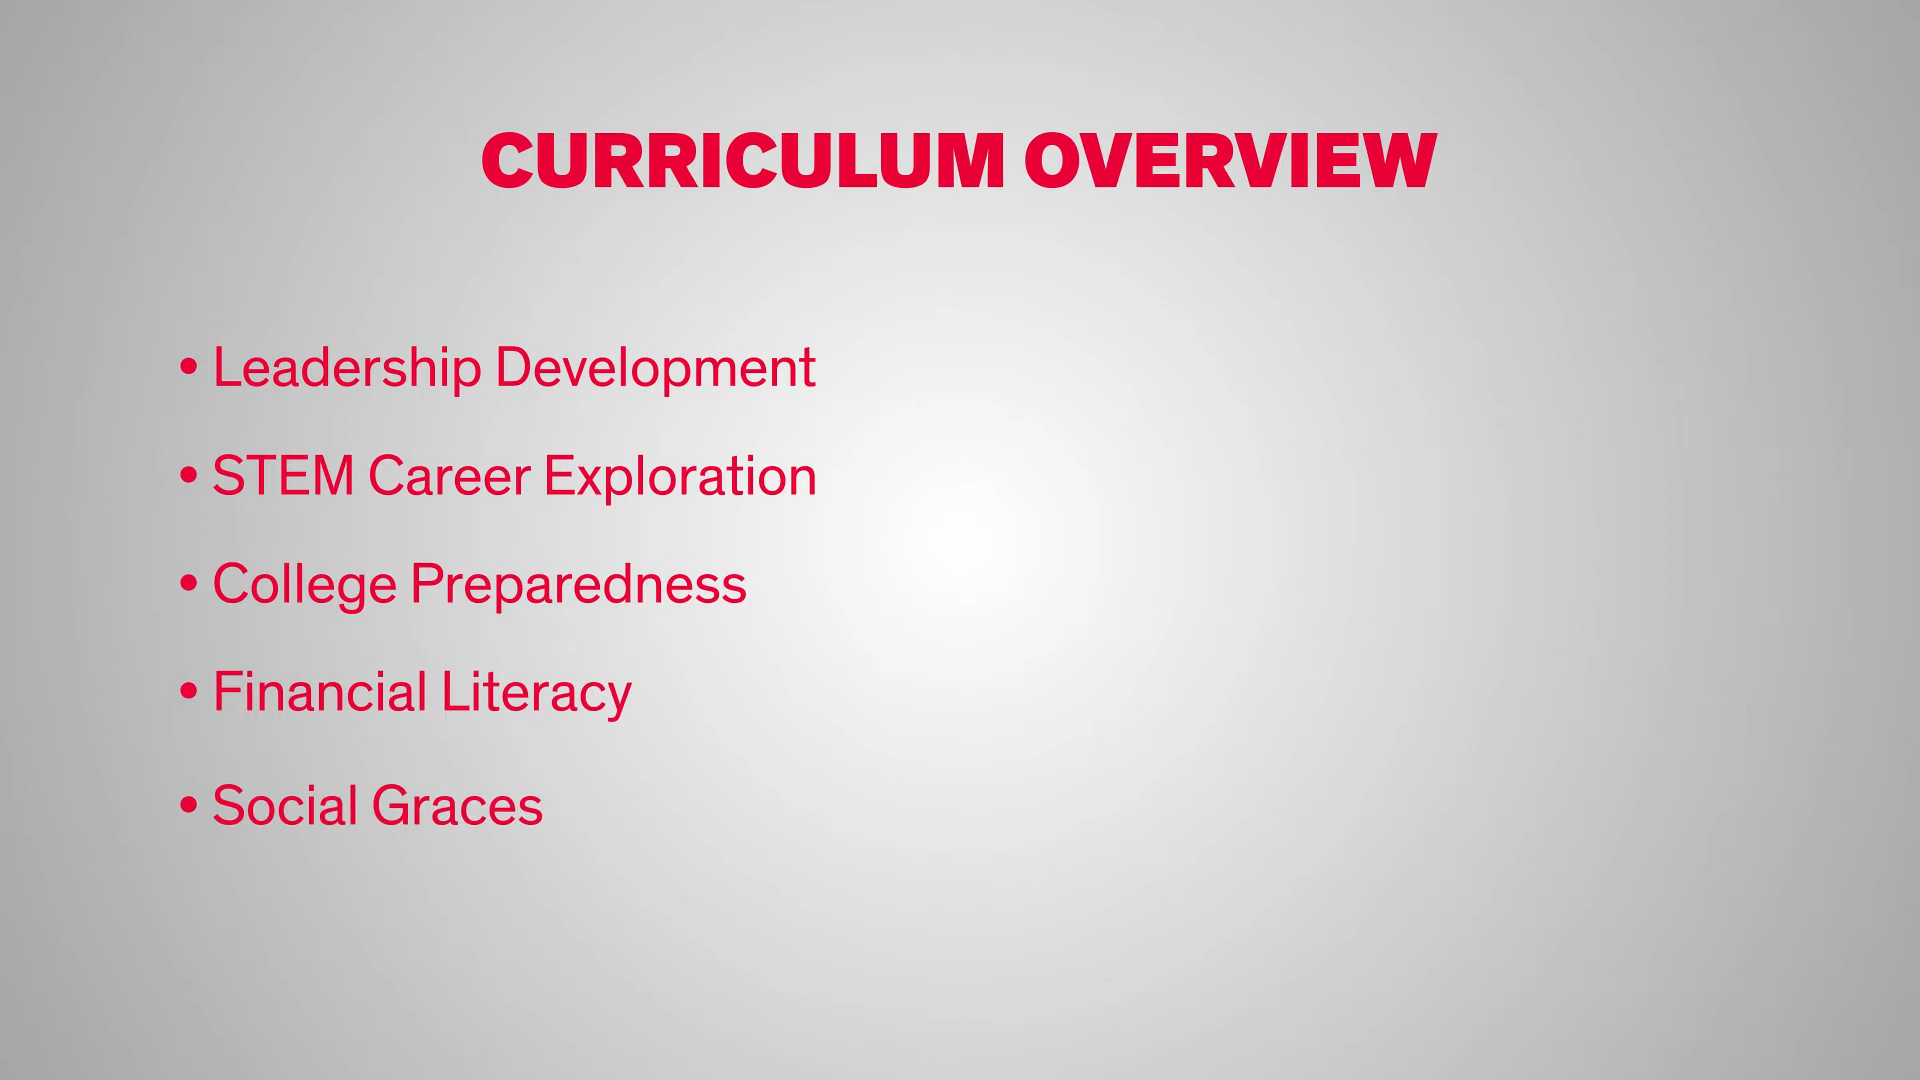 CURRICULUM OVERVIEW
• Leadership Development
• STEM Career Exploration
• College Preparedness
• Financial Literacy
• Social Graces